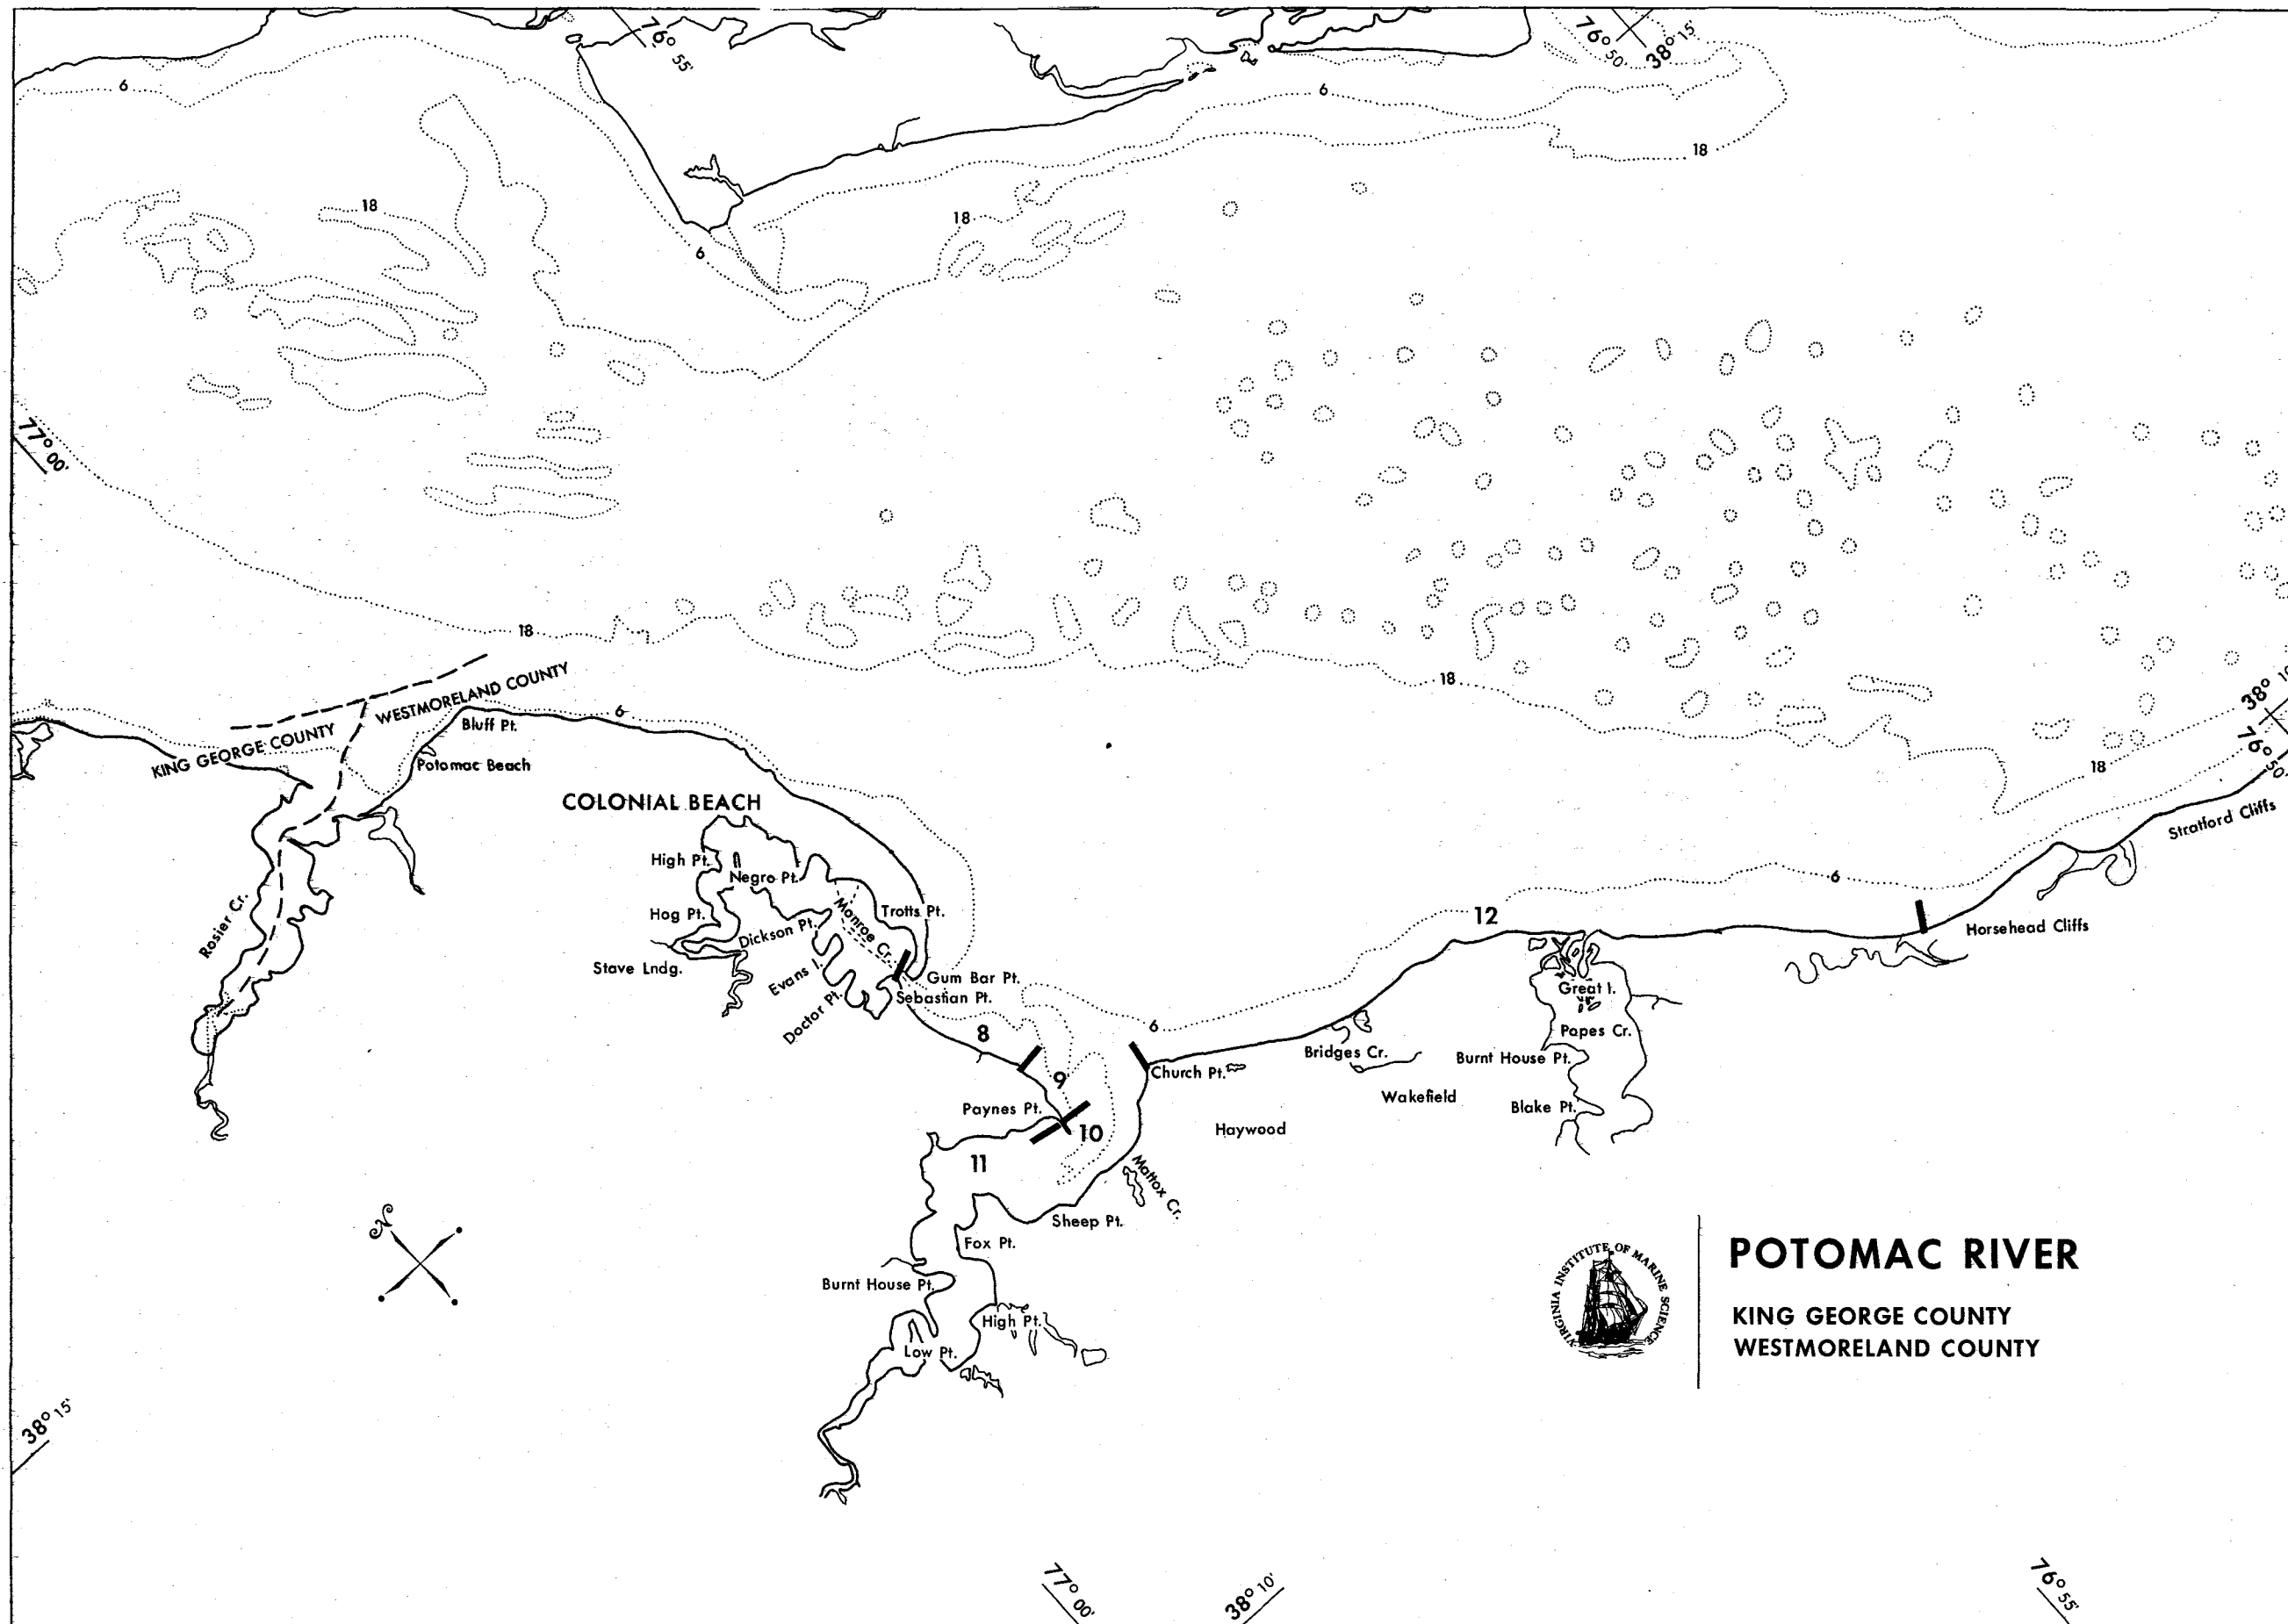 76° 55'
76° 50'
38° 15'
6
6
18
18
18
6
77° 00'
18
WESTMORELAND COUNTY
KING GEORGE COUNTY
Bluff Pt.
6
Potomac Beach
18
38° 10'
76° 50'
18
COLONIAL BEACH
Stratford Cliffs
High Pt.
Negro Pt.
6
Rosier Cr.
Hog Pt.
Monroe Cr.
Trotts Pt.
12
Dickson Pt.
Horsehead Cliffs
Stave Lndg.
Evans I.
Gum Bar Pt.
Doctor Pt.
Sebastian Pt.
Great I.
8
6
Popes Cr.
Bridges Cr.
Burnt House Pt.
Church Pt.
9
Wakefield
Paynes Pt.
Blake Pt.
10
Haywood
11
Mattox Cr.
Sheep Pt.
N
Fox Pt.
Burnt House Pt.
High Pt.
Low Pt.
VIRGINIA INSTITUTE OF MARINE SCIENCE
POTOMAC RIVER
KING GEORGE COUNTY
WESTMORELAND COUNTY
38° 15'
77° 00'
38° 10'
76° 55'